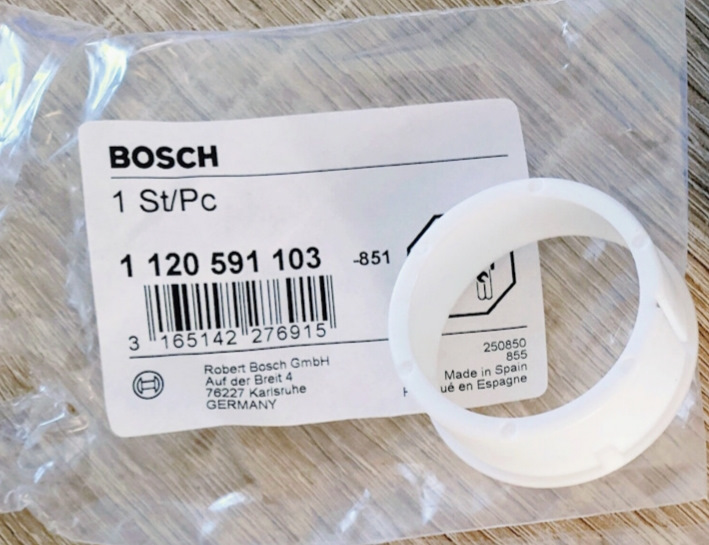 BOSCH
1 St/Pc
1 120 591 103 -851
3 165142 276915
Robert Bosch GmbH
Auf der Breit 4
76227 Karlsruhe
GERMANY
250850
855
Made in Spain
en Espagne